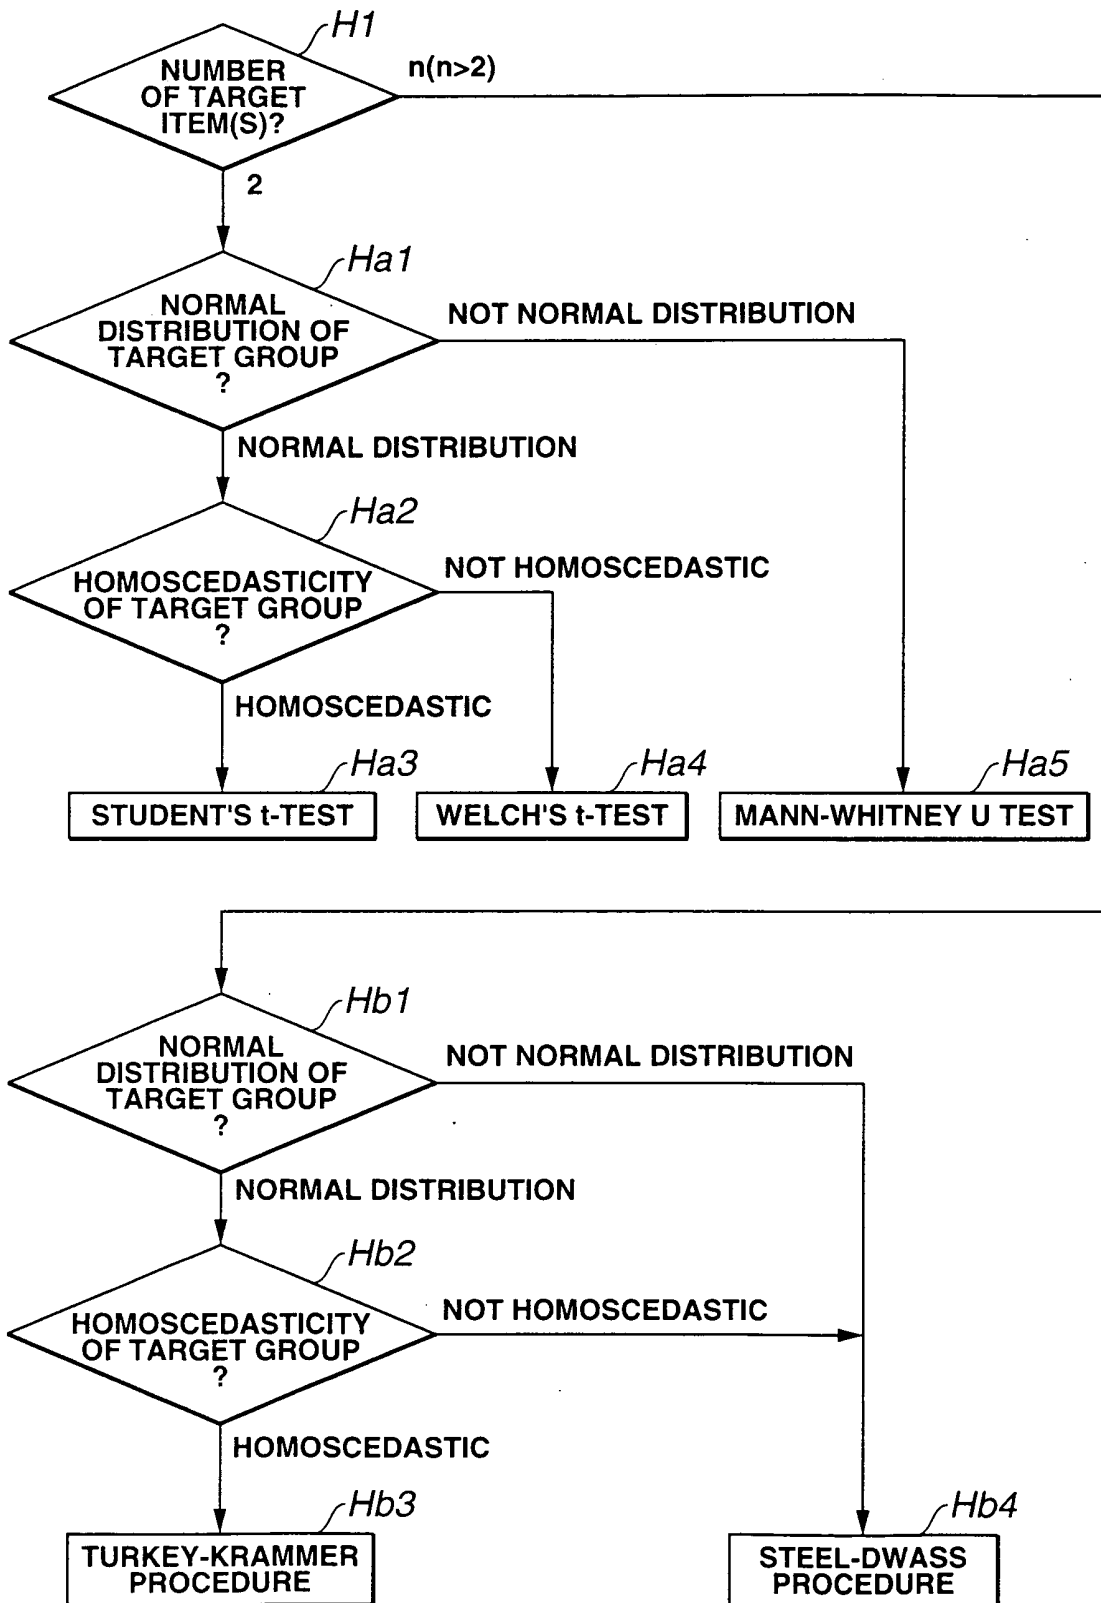 H1
NUMBER
OF TARGET
ITEM(S)?
n(n>2)
2
Ha1
NORMAL
DISTRIBUTION OF
TARGET GROUP
?
NOT NORMAL DISTRIBUTION
NORMAL DISTRIBUTION
Ha2
HOMOSCEDASTICITY
OF TARGET GROUP
?
NOT HOMOSCEDASTIC
HOMOSCEDASTIC
Ha3
STUDENT'S t-TEST
Ha4
WELCH'S t-TEST
Ha5
MANN-WHITNEY U TEST
Hb1
NORMAL
DISTRIBUTION OF
TARGET GROUP
?
NOT NORMAL DISTRIBUTION
NORMAL DISTRIBUTION
Hb2
HOMOSCEDASTICITY
OF TARGET GROUP
?
NOT HOMOSCEDASTIC
HOMOSCEDASTIC
Hb3
TURKEY-KRAMMER
PROCEDURE
Hb4
STEEL-DWASS
PROCEDURE